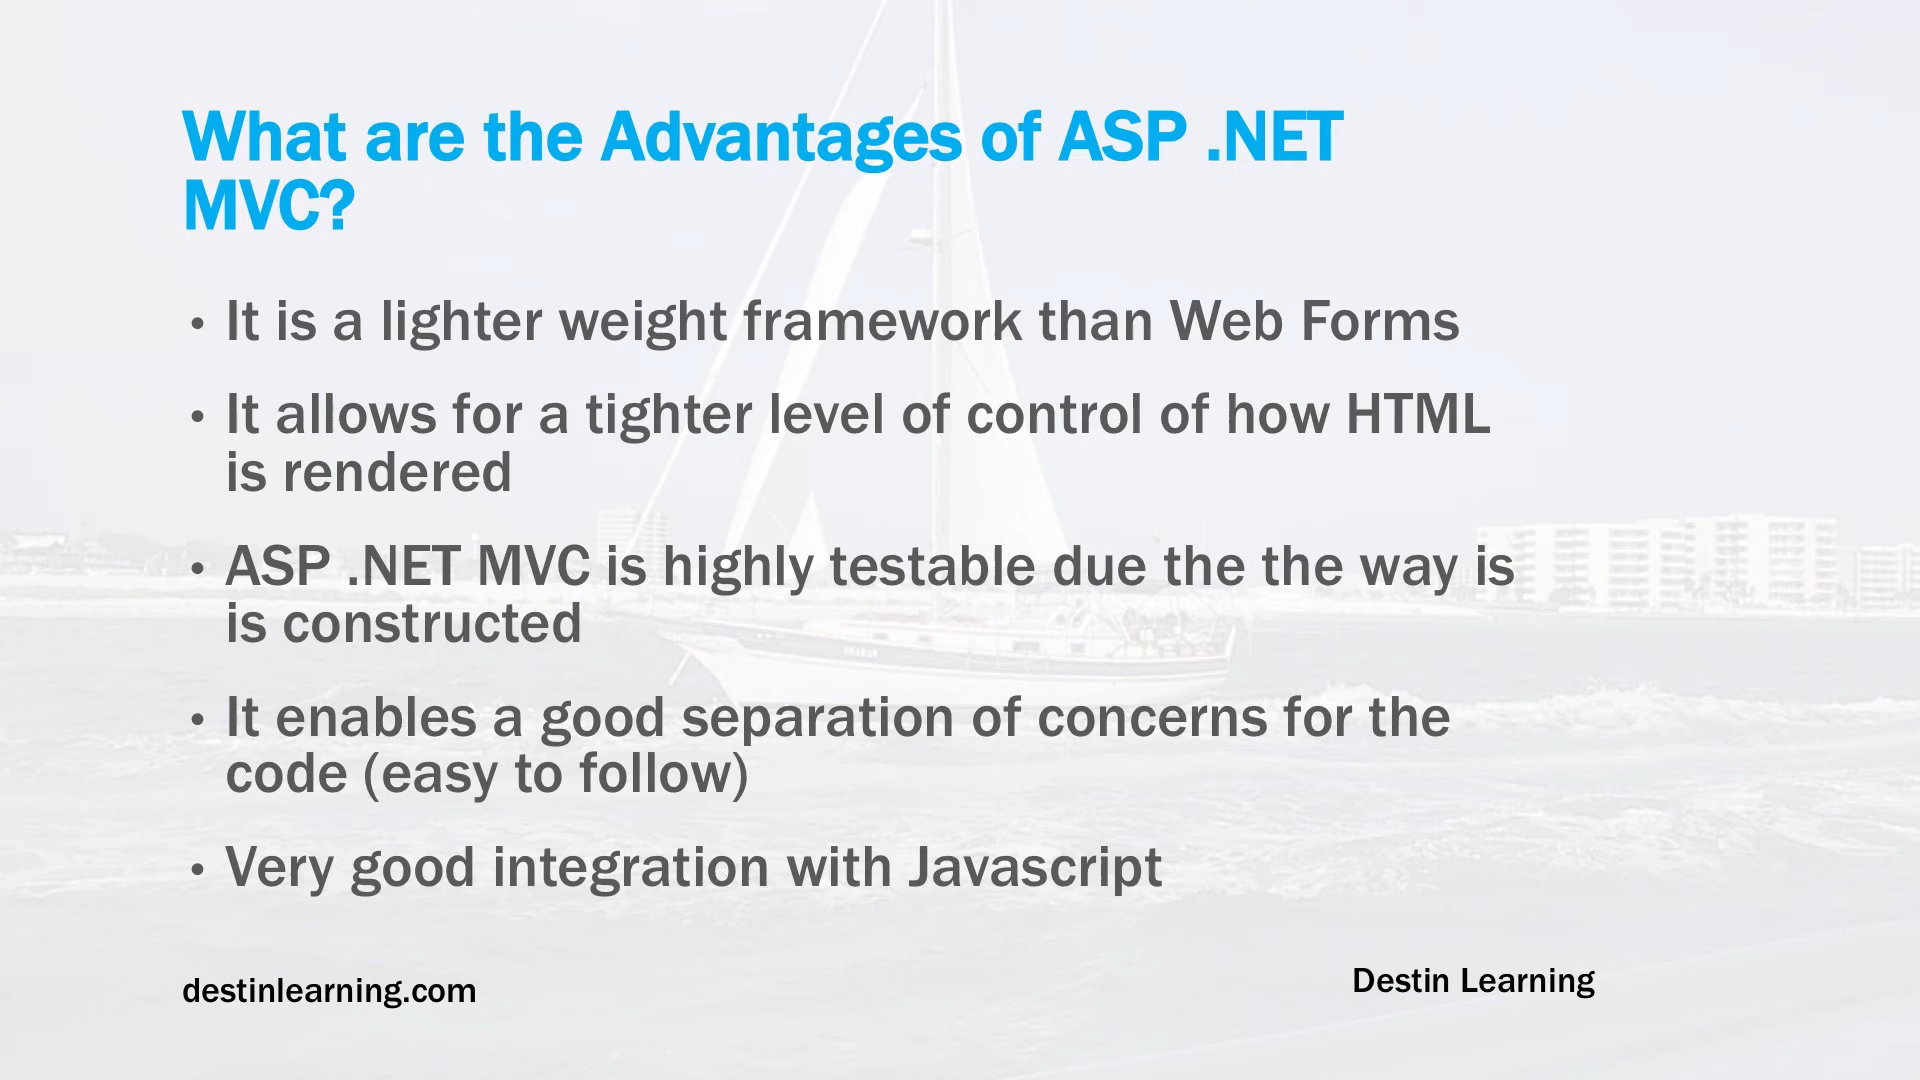 What are the Advantages of ASP .NET
MVC?
• It is a lighter weight framework than Web Forms
• It allows for a tighter level of control of how HTML
is rendered
• ASP .NET MVC is highly testable due the the way is
is constructed
• It enables a good separation of concerns for the
code (easy to follow)
• Very good integration with Javascript
destinlearning.com
Destin Learning